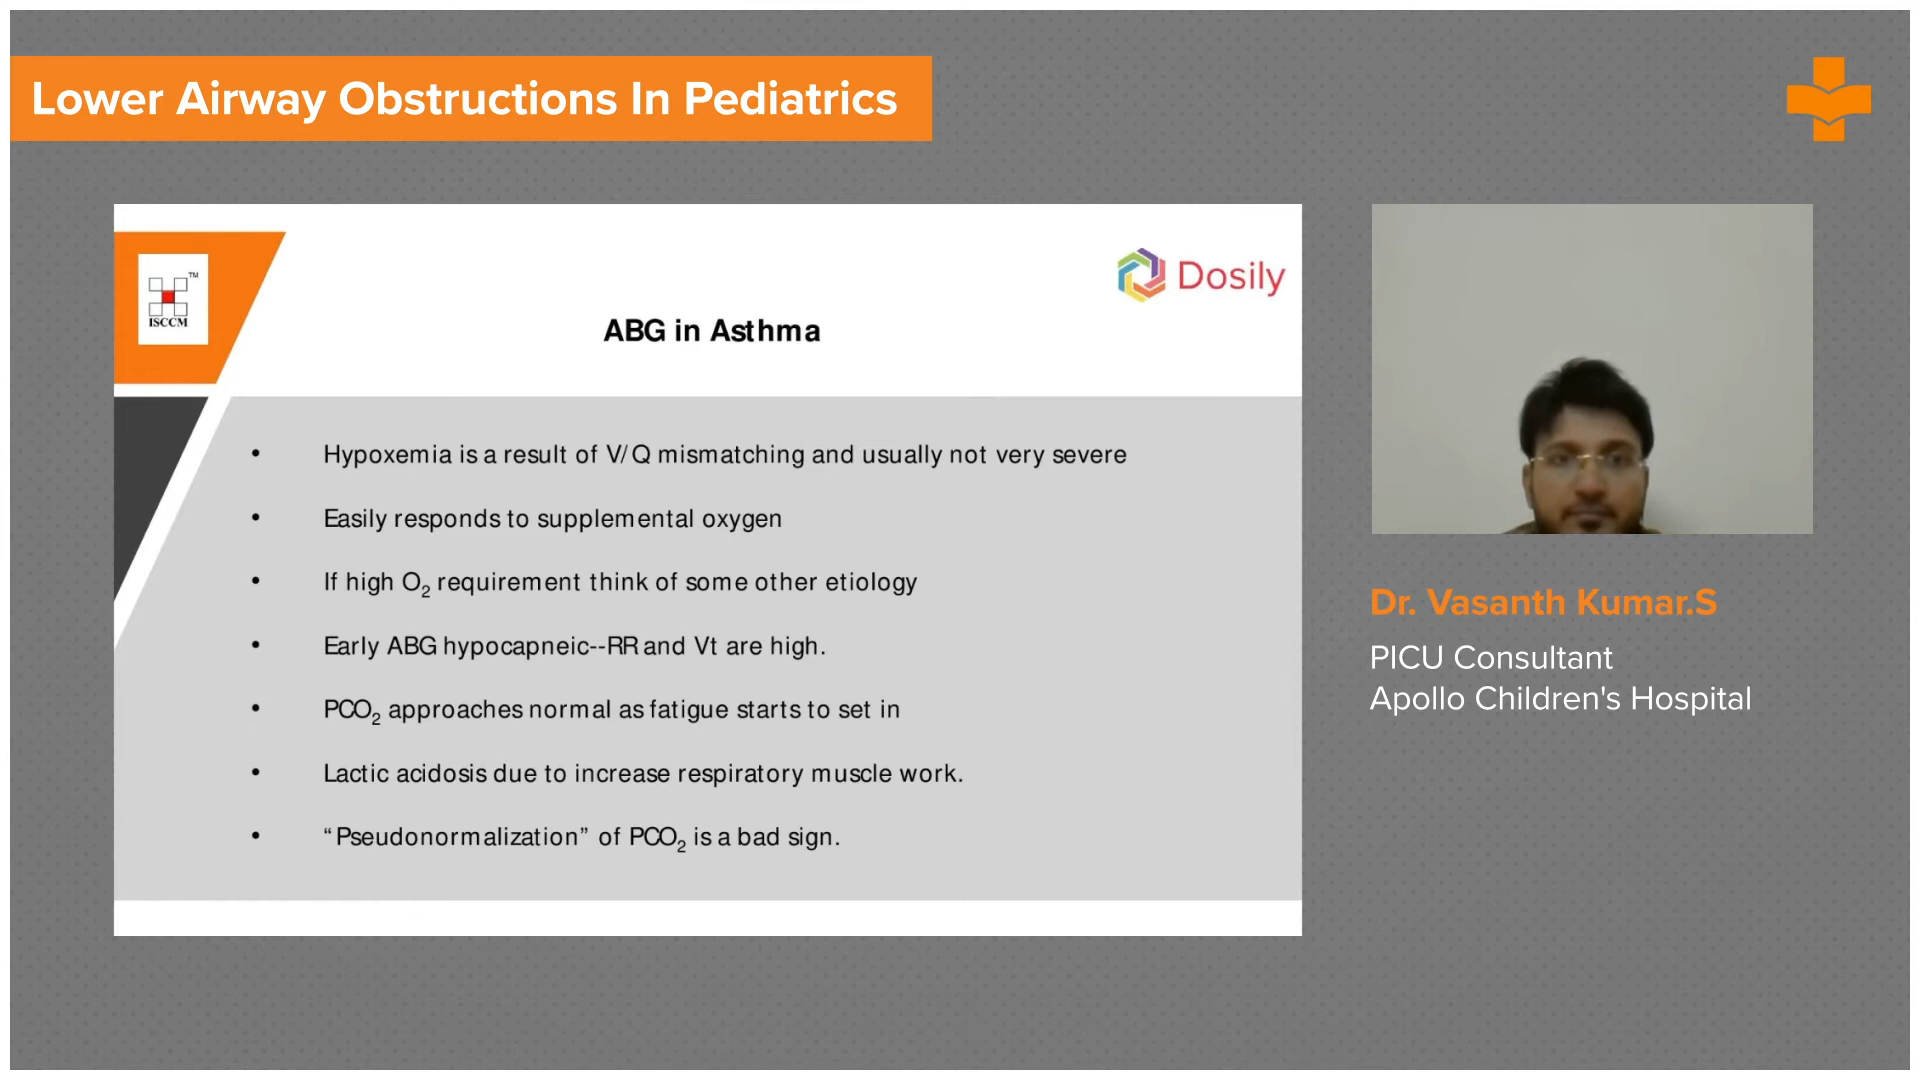 Lower Airway Obstructions In Pediatrics
TM
ISCCM
Dosily
ABG in Asthma
• Hypoxemia is a result of V/Q mismatching and usually not very severe
• Easily responds to supplemental oxygen
• If high O₂ requirement think of some other etiology
• Early ABG hypocapneic--RR and Vt are high.
• PCO₂ approaches normal as fatigue starts to set in
• Lactic acidosis due to increase respiratory muscle work.
• “Pseudonormalization” of PCO₂ is a bad sign.
Dr. Vasanth Kumar.S
PICU Consultant
Apollo Children's Hospital